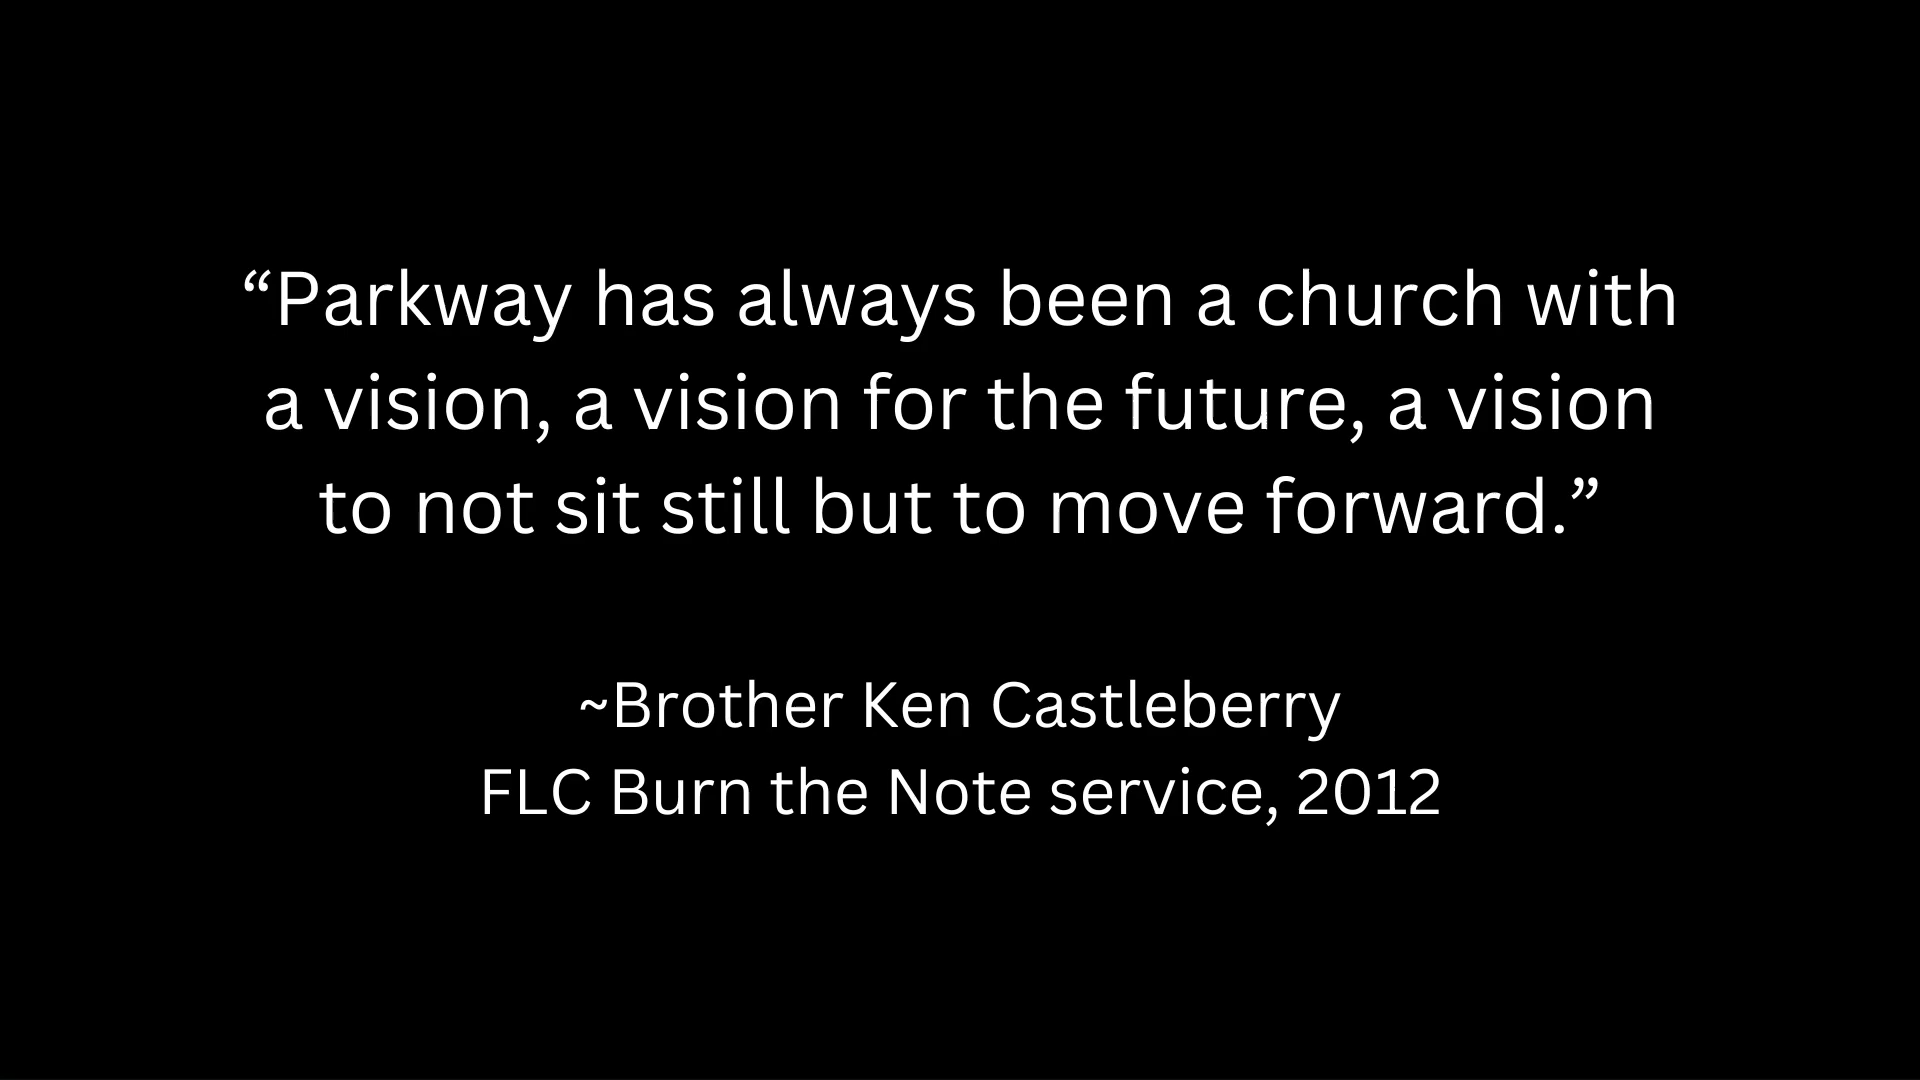 “Parkway has always been a church with
a vision, a vision for the future, a vision
to not sit still but to move forward.”
~Brother Ken Castleberry
FLC Burn the Note service, 2012